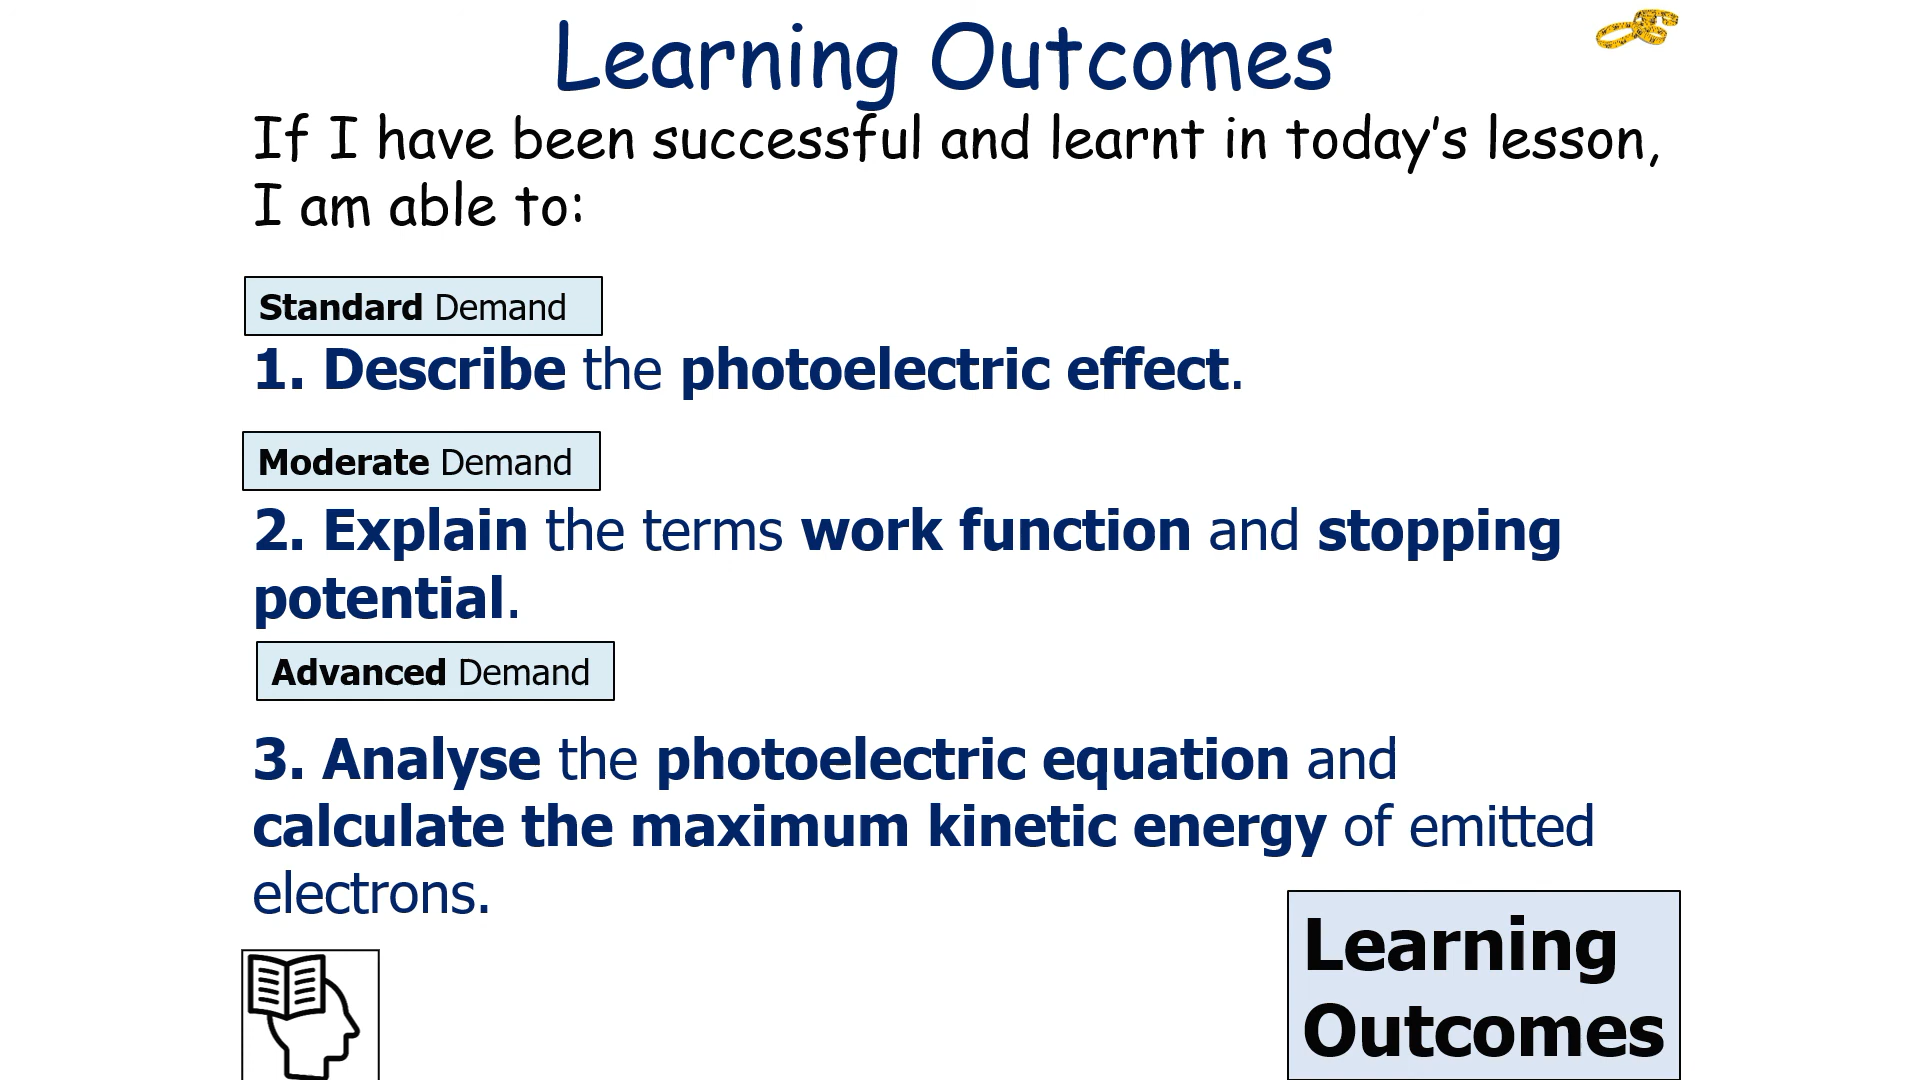 Learning Outcomes
If I have been successful and learnt in today’s lesson,
I am able to:
Standard Demand
1. Describe the photoelectric effect.
Moderate Demand
2. Explain the terms work function and stopping
potential.
Advanced Demand
3. Analyse the photoelectric equation and
calculate the maximum kinetic energy of emitted
electrons.
Learning
Outcomes